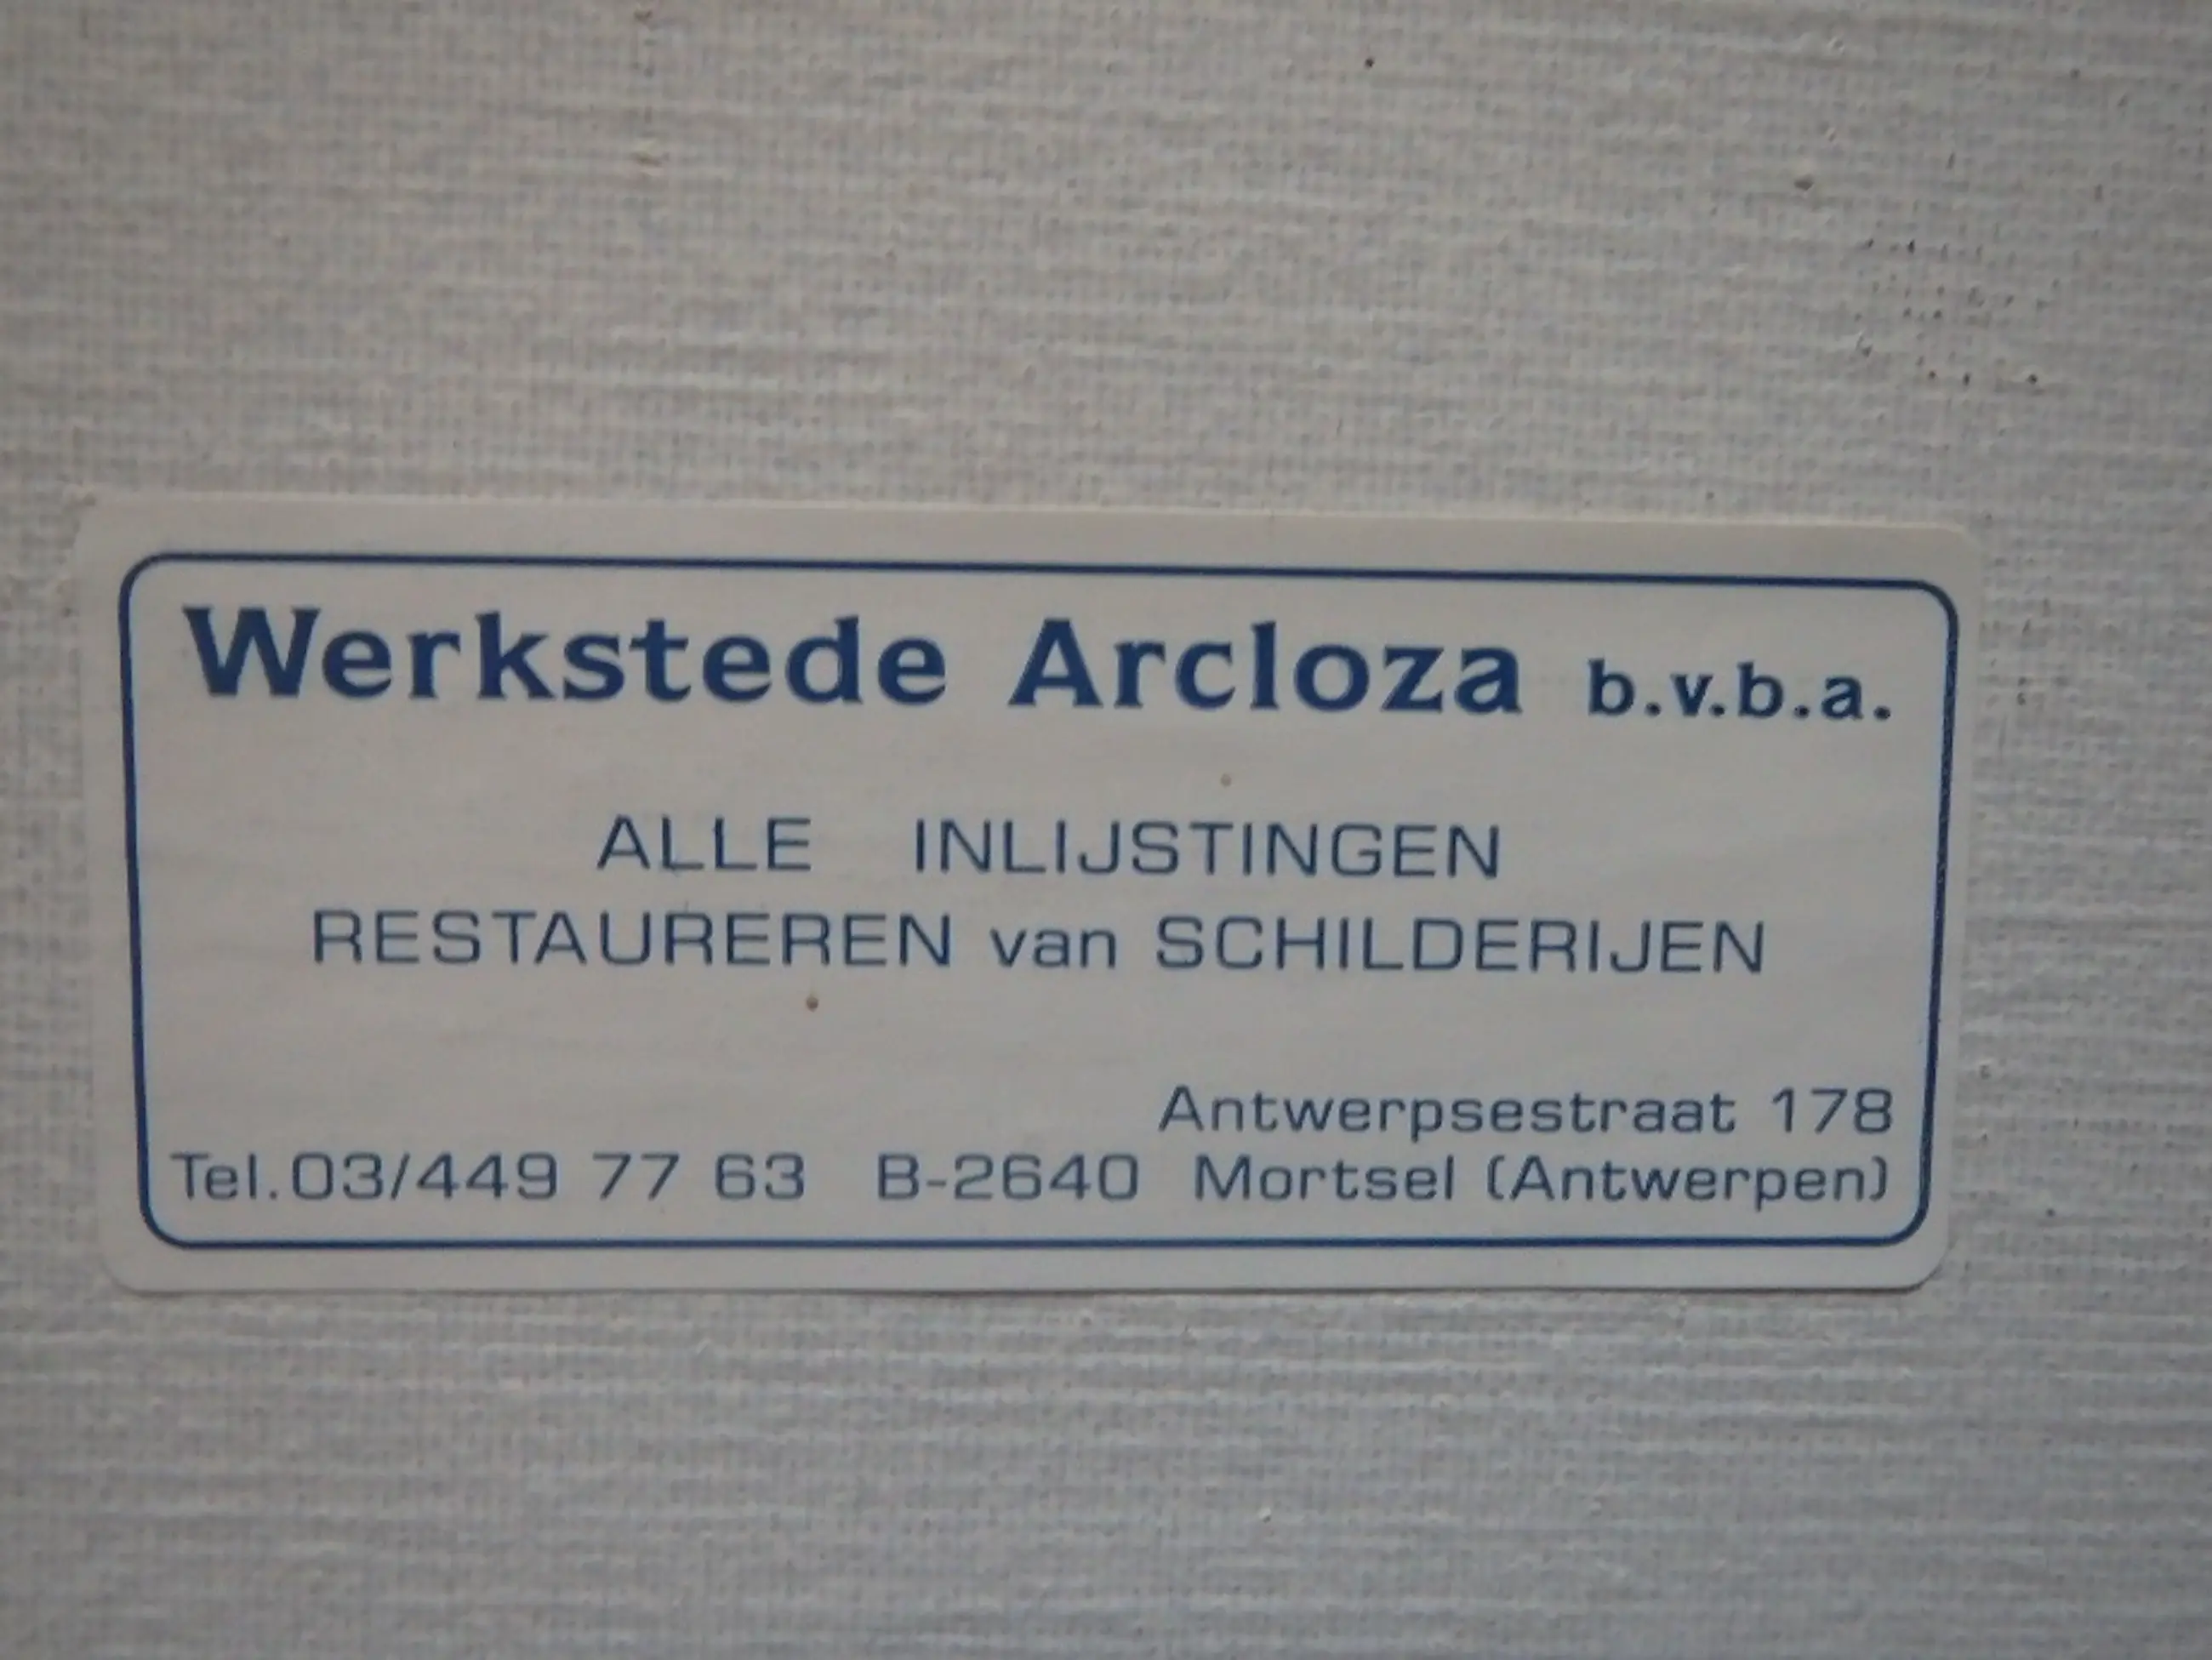 Werkstede Arcloza b.v.b.a.
ALLE INLIJSTINGEN
RESTAUREREN van SCHILDERIJEN
Antwerpsestraat 178
Tel.03/449 77 63 B-2640 Mortsel (Antwerpen)